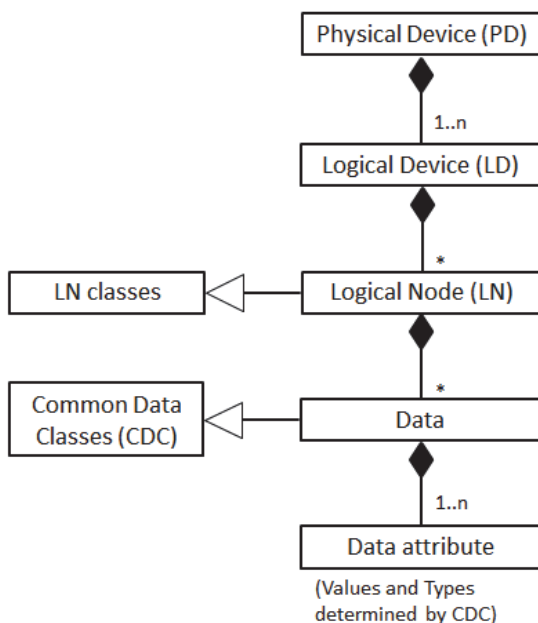 Physical Device (PD)
1..n
Logical Device (LD)
*
LN classes
Logical Node (LN)
*
Common Data
Classes (CDC)
Data
1..n
Data attribute
(Values and Types
determined by CDC)